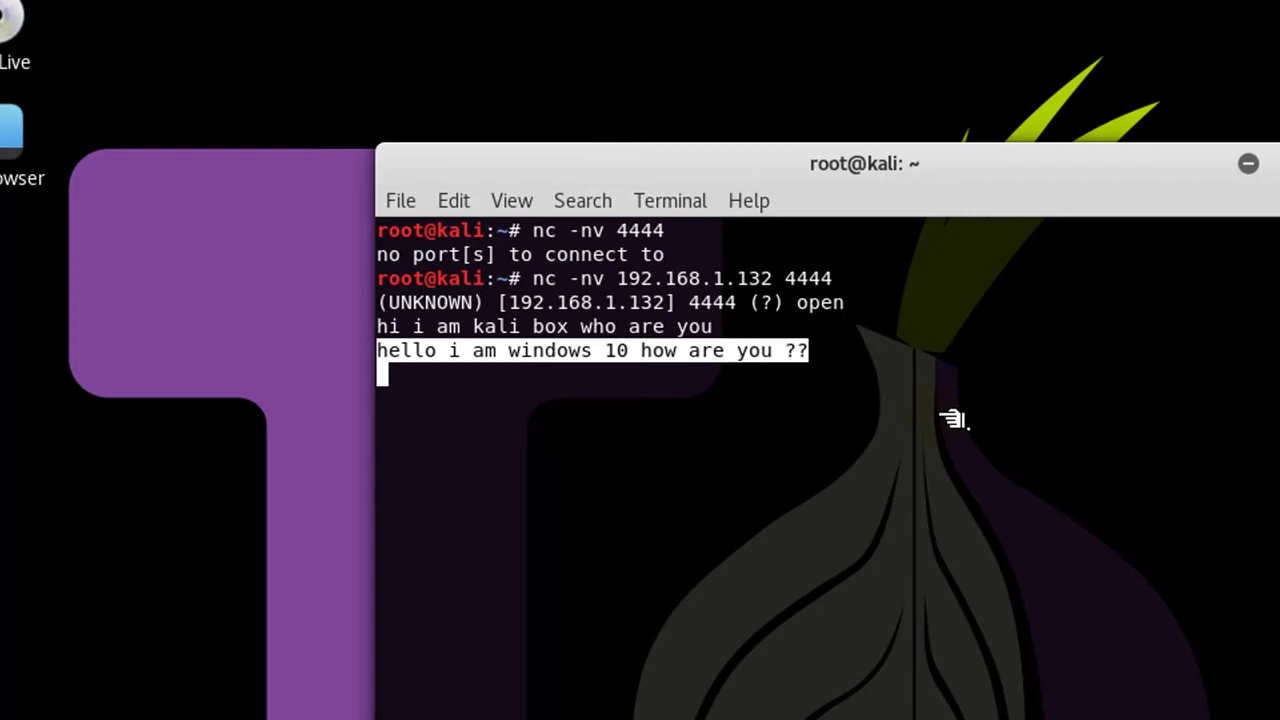 Live
owser
root@kali: ~
File Edit View Search Terminal Help
root@kali:~# nc -nv 4444
no port[s] to connect to
root@kali:~# nc -nv 192.168.1.132 4444
(UNKNOWN) [192.168.1.132] 4444 (?) open
hi i am kali box who are you
hello i am windows 10 how are you ??